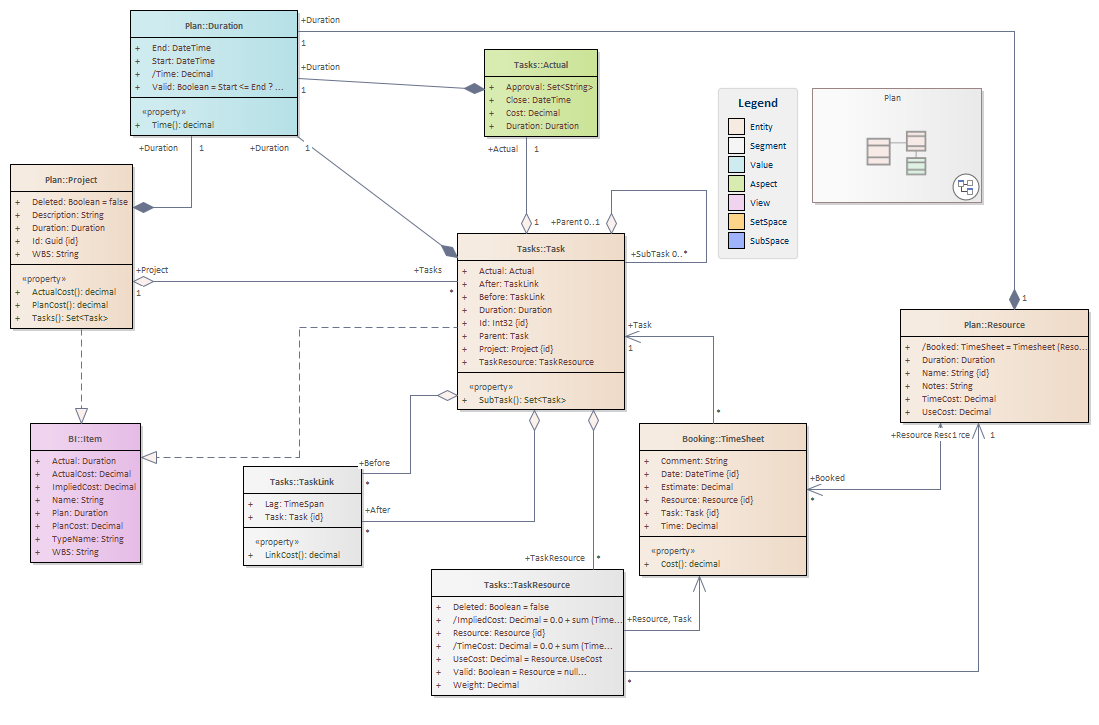 Plan::Duration
+ End: DateTime
+ Start: DateTime
+ /Time: Decimal
+ Valid: Boolean = Start <= End ? ...
«property»
+ Time(): decimal
+Duration
1
+Duration
1
+Duration
1
+Duration
1
Tasks::Actual
+ Approval: Set<String>
+ Close: DateTime
+ Cost: Decimal
+ Duration: Duration
+Actual
1
1
Legend
Entity
Segment
Value
Aspect
View
SetSpace
SubSpace
Plan
Plan::Project
+ Deleted: Boolean = false
+ Description: String
+ Duration: Duration
+ Id: Guid {id}
+ WBS: String
«property»
+ ActualCost(): decimal
+ PlanCost(): decimal
+ Tasks(): Set<Task>
+Project
1
+Tasks
*
+Parent 0..1
+SubTask 0..*
Tasks::Task
+ Actual: Actual
+ After: TaskLink
+ Before: TaskLink
+ Duration: Duration
+ Id: Int32 {id}
+ Parent: Task
+ Project: Project {id}
+ TaskResource: TaskResource
«property»
+ SubTask(): Set<Task>
+Task
1
*
1
Plan::Resource
+ /Booked: TimeSheet = Timesheet (Reso...
+ Duration: Duration
+ Name: String {id}
+ Notes: String
+ TimeCost: Decimal
+ UseCost: Decimal
+Resource
1
1
BI::Item
+ Actual: Duration
+ ActualCost: Decimal
+ ImpliedCost: Decimal
+ Name: String
+ Plan: Duration
+ PlanCost: Decimal
+ TypeName: String
+ WBS: String
Tasks::TaskLink
+ Lag: TimeSpan
+ Task: Task {id}
«property»
+ LinkCost(): decimal
+Before
*
+After
*
Booking::TimeSheet
+ Comment: String
+ Date: DateTime {id}
+ Estimate: Decimal
+ Resource: Resource {id}
+ Task: Task {id}
+ Time: Decimal
«property»
+ Cost(): decimal
+Booked
*
+TaskResource
*
Tasks::TaskResource
+ Deleted: Boolean = false
+ /ImpliedCost: Decimal = 0.0 + sum (Time...
+ Resource: Resource {id}
+ /TimeCost: Decimal = 0.0 + sum (Time...
+ UseCost: Decimal = Resource.UseCost
+ Valid: Boolean = Resource = null...
+ Weight: Decimal
+Resource, Task
*